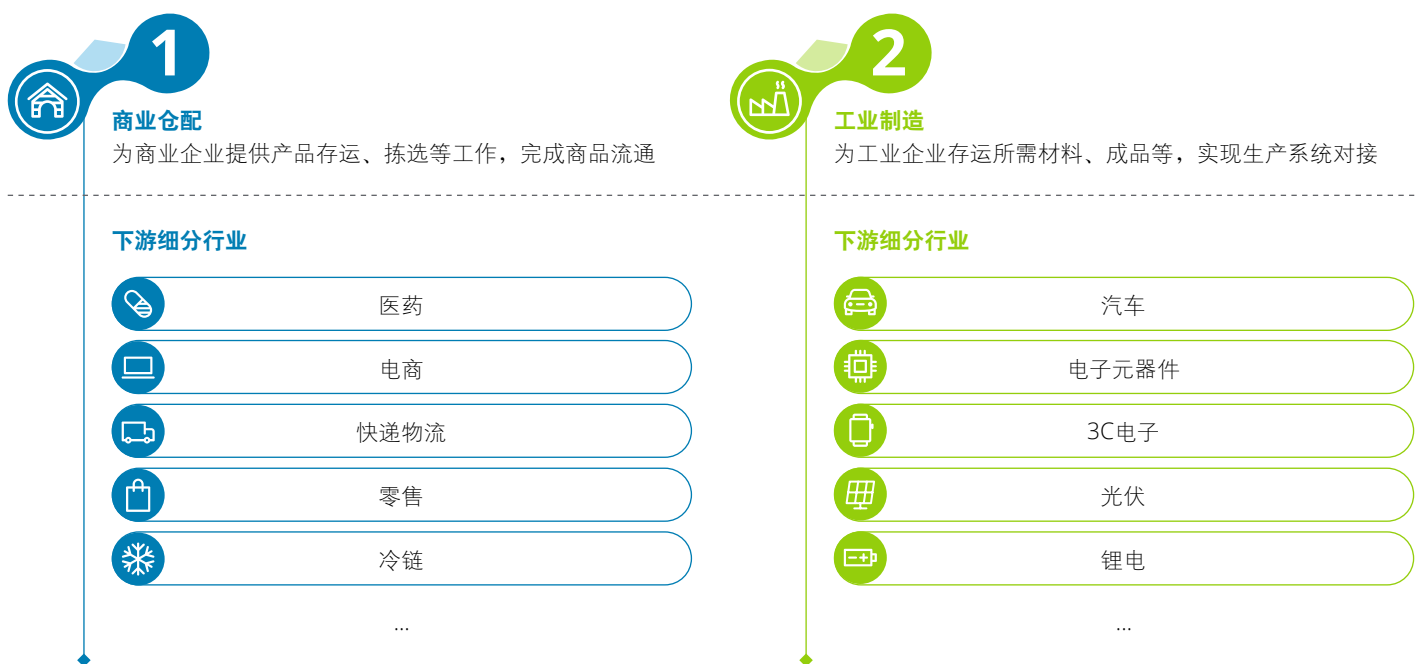 1
商业仓配
为商业企业提供产品存运、拣选等工作，完成商品流通
下游细分行业
医药
电商
快递物流
零售
冷链
...
2
工业制造
为工业企业存运所需材料、成品等，实现生产系统对接
下游细分行业
汽车
电子元器件
3C电子
光伏
锂电
...